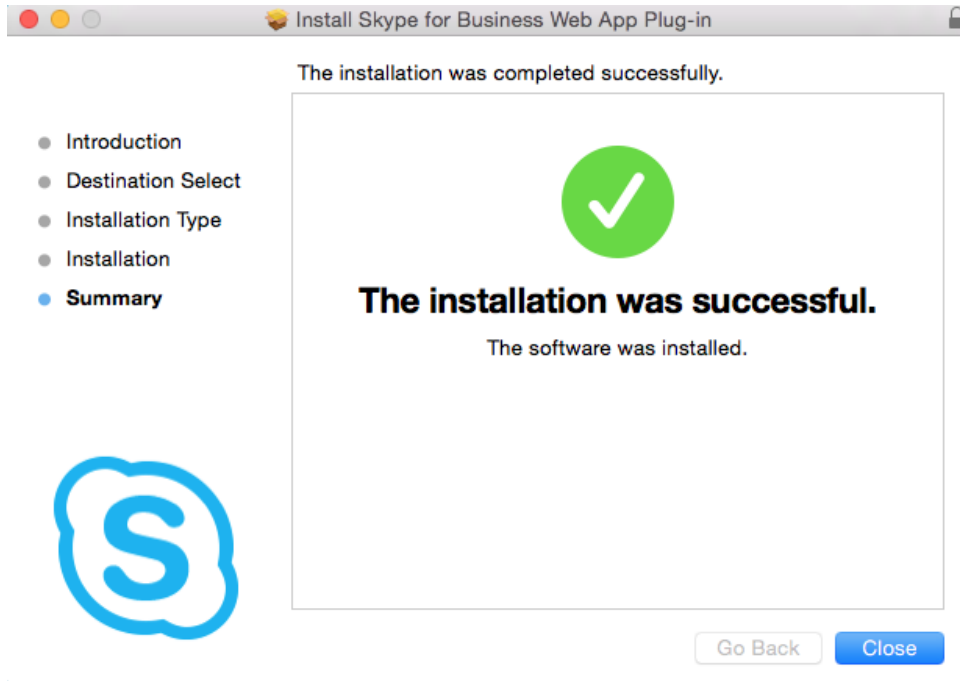 Install Skype for Business Web App Plug-in
The installation was completed successfully.
Introduction
Destination Select
Installation Type
Installation
Summary
The installation was successful.
The software was installed.
S
Go Back
Close